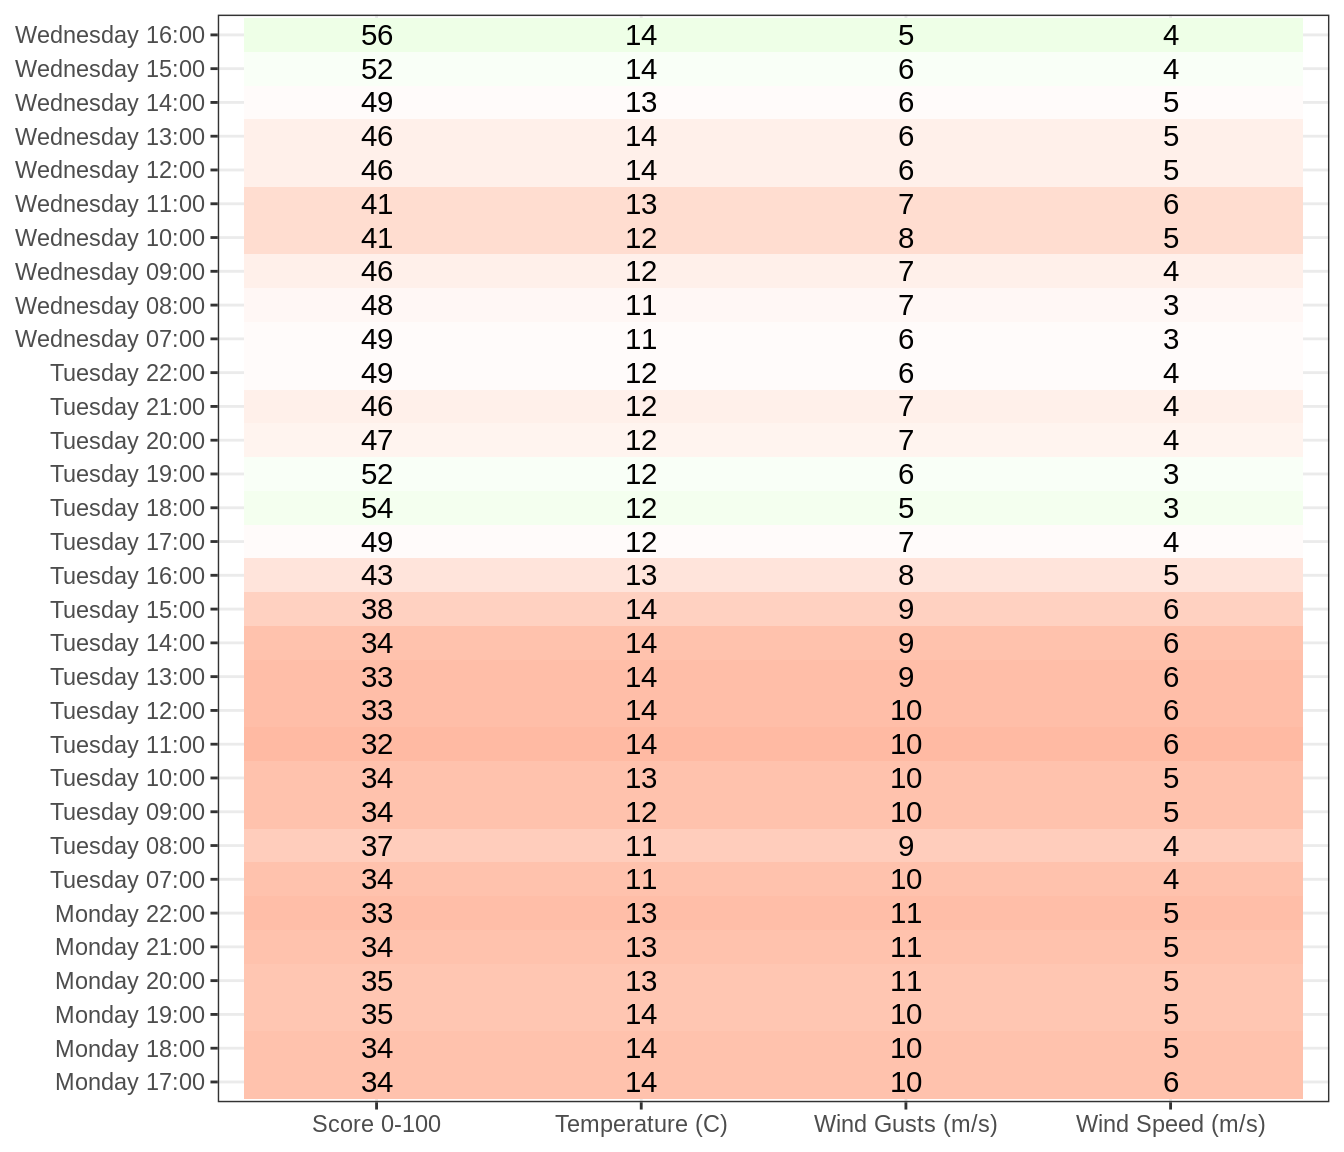 Wednesday 16:00 56 14 5 4
Wednesday 15:00 52 14 6 4
Wednesday 14:00 49 13 6 5
Wednesday 13:00 46 14 6 5
Wednesday 12:00 46 14 6 5
Wednesday 11:00 41 13 7 6
Wednesday 10:00 41 12 8 5
Wednesday 09:00 46 12 7 4
Wednesday 08:00 48 11 7 3
Wednesday 07:00 49 11 6 3
Tuesday 22:00 49 12 6 4
Tuesday 21:00 46 12 7 4
Tuesday 20:00 47 12 7 4
Tuesday 19:00 52 12 6 3
Tuesday 18:00 54 12 5 3
Tuesday 17:00 49 12 7 4
Tuesday 16:00 43 13 8 5
Tuesday 15:00 38 14 9 6
Tuesday 14:00 34 14 9 6
Tuesday 13:00 33 14 9 6
Tuesday 12:00 33 14 10 6
Tuesday 11:00 32 14 10 6
Tuesday 10:00 34 13 10 5
Tuesday 09:00 34 12 10 5
Tuesday 08:00 37 11 9 4
Tuesday 07:00 34 11 10 4
Monday 22:00 33 13 11 5
Monday 21:00 34 13 11 5
Monday 20:00 35 13 11 5
Monday 19:00 35 14 10 5
Monday 18:00 34 14 10 5
Monday 17:00 34 14 10 6
Score 0-100 Temperature (C) Wind Gusts (m/s) Wind Speed (m/s)